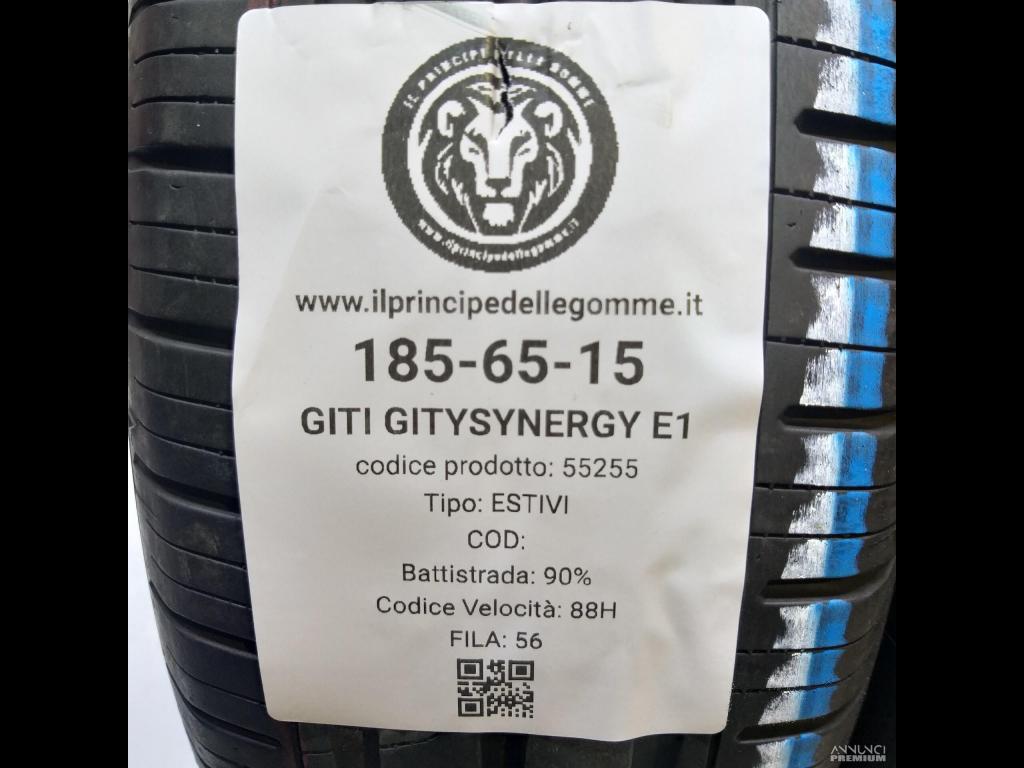 IL PRINCIPE DELLE GOMME
www.ilprincipedellegomme.it
www.ilprincipedellegomme.it
185-65-15
GITI GITYSYNERGY E1
codice prodotto: 55255
Tipo: ESTIVI
COD:
Battistrada: 90%
Codice Velocità: 88H
FILA: 56
ANNUNCI
PREMIUM